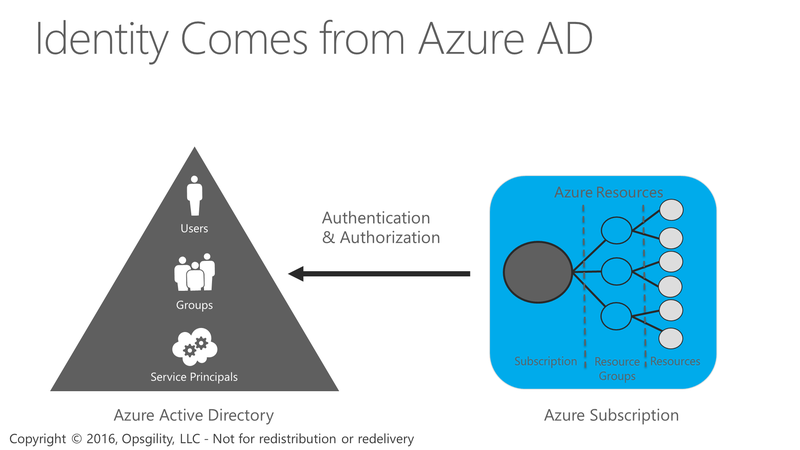 Identity Comes from Azure AD
Users
Groups
Service Principals
Azure Active Directory
Authentication
& Authorization
Azure Resources
Subscription
Resource
Groups
Resources
Azure Subscription
Copyright © 2016, Opsgility, LLC - Not for redistribution or redelivery